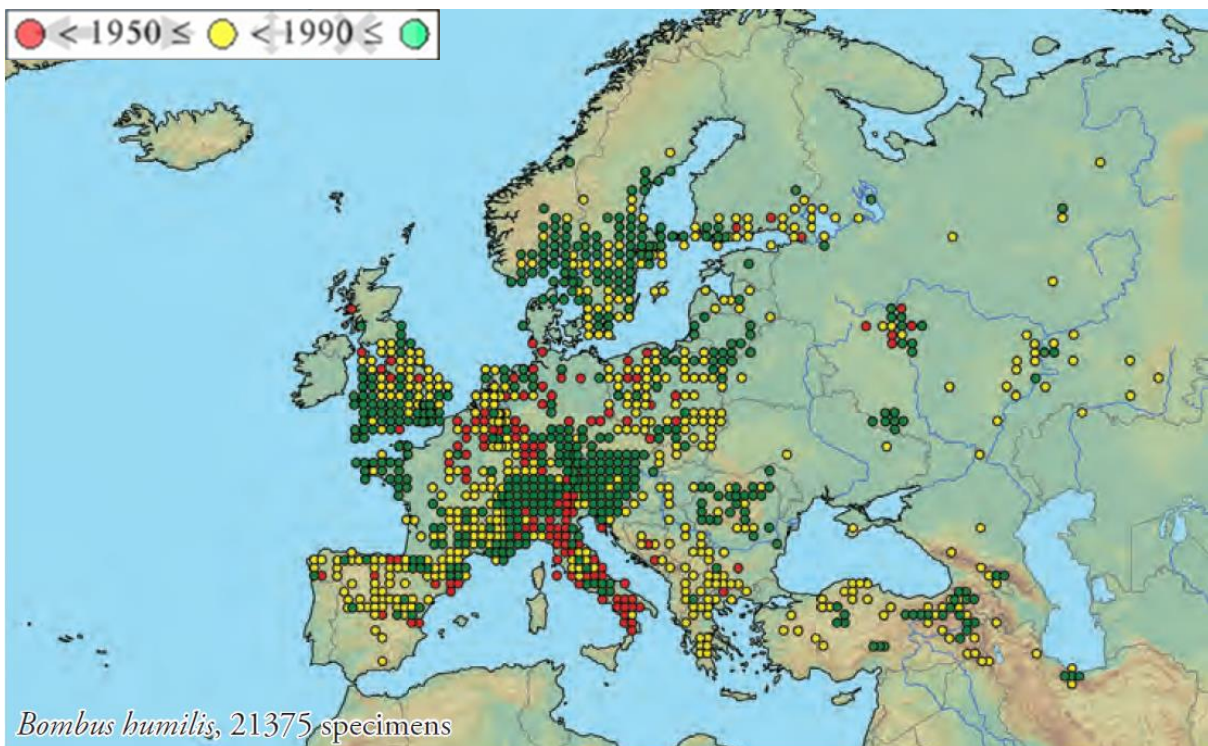 < 1950 ≤ < 1990 ≤
Bombus humilis, 21375 specimens